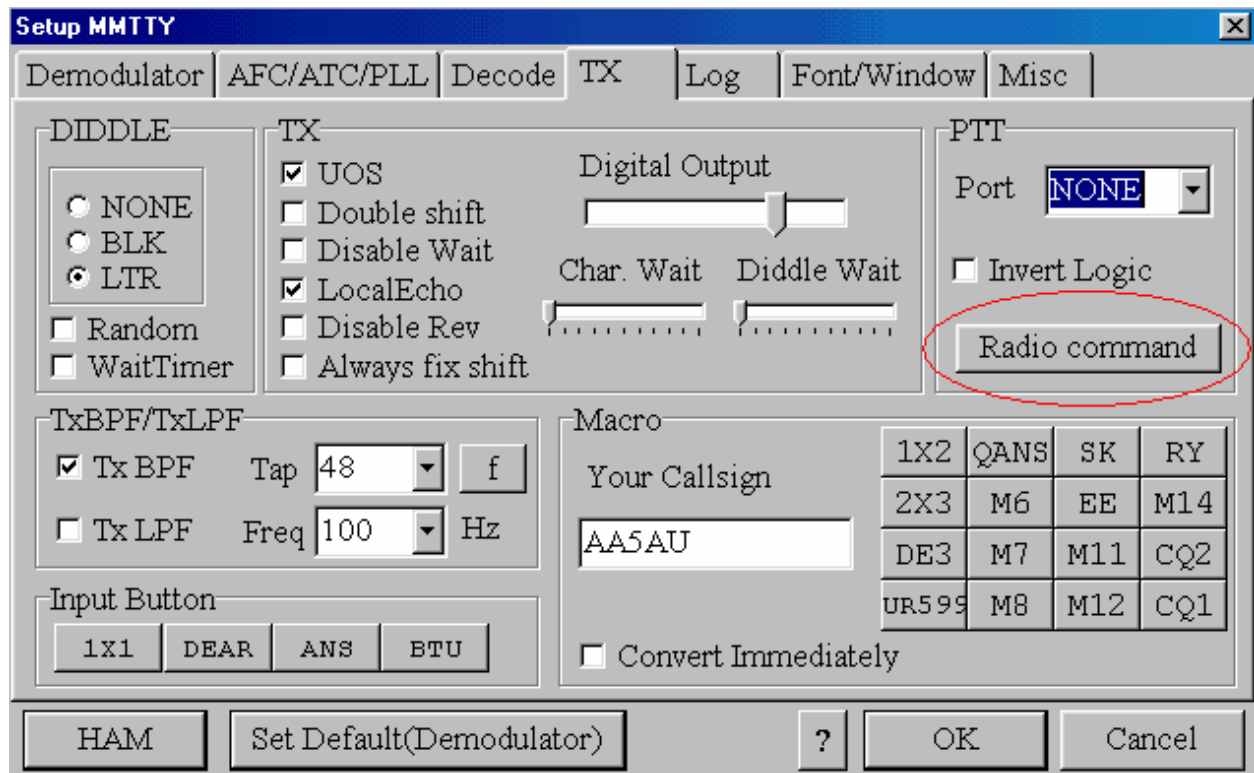 Setup MMTTY
Demodulator AFC/ATC/PLL Decode TX Log Font/Window Misc
DIDDLE
NONE
BLK
LTR
Random
WaitTimer
TX
UOS
Double shift
Disable Wait
LocalEcho
Disable Rev
Always fix shift
Digital Output
Char. Wait Diddle Wait
PTT
Port NONE
Invert Logic
Radio command
TxBPF/TxLPF
Tx BPF Tap 48 f
Tx LPF Freq 100 Hz
Input Button
1X1 DEAR ANS BTU
Macro
Your Callsign
AA5AU
Convert Immediately
1X2 QANS SK RY
2X3 M6 EE M14
DE3 M7 M11 CQ2
UR599 M8 M12 CQ1
HAM Set Default(Demodulator) ? OK Cancel